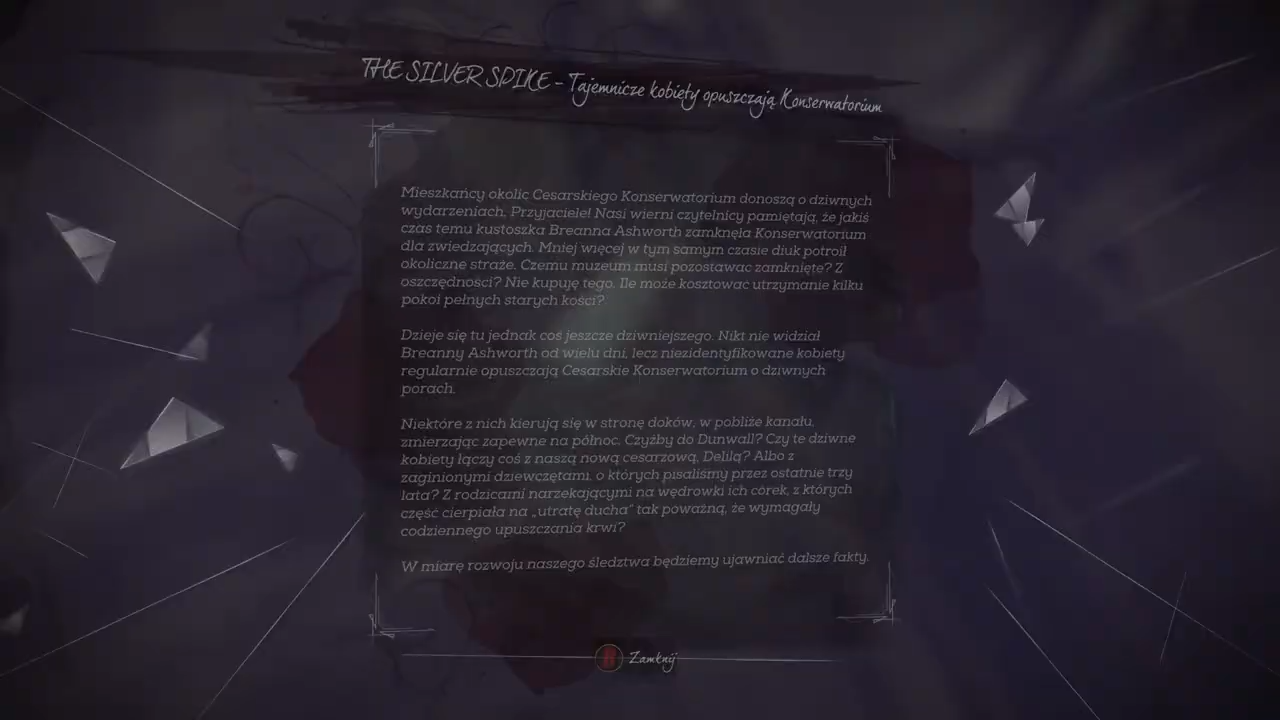 THE SILVER SPIKE - Tajemnicze kobiety opuszczają Konserwatorium
Mieszkańcy okolic Cesarskiego Konserwatorium donoszą o dziwnych
wydarzeniach. Przyjaciele! Nasi wierni czytelnicy pamiętają, że jakiś
czas temu kustoszka Breanna Ashworth zamknęła Konserwatorium
dla zwiedzających. Mniej więcej w tym samym czasie diuk potroił
okoliczne straże. Czemu muzeum musi pozostawać zamknięte? Z
oszczędności? Nie kupuję tego. Ile może kosztować utrzymanie kilku
pokoi pełnych starych kości?
Dzieje się tu jednak coś jeszcze dziwniejszego. Nikt nie widział
Breanny Ashworth od wielu dni, lecz niezidentyfikowane kobiety
regularnie opuszczają Cesarskie Konserwatorium o dziwnych
porach.
Niektóre z nich kierują się w stronę doków, w pobliże kanału,
zmierzając zapewne na północ. Czyżby do Dunwall? Czy te dziwne
kobiety łączy coś z naszą nową cesarzową, Delilą? Albo z
zaginionymi dziewczętami, o których pisaliśmy przez ostatnie trzy
lata? Z rodzicami narzekającymi na wędrówki ich córek, z których
część cierpiała na „utratę ducha” tak poważną, że wymagały
codziennego upuszczania krwi?
W miarę rozwoju naszego śledztwa będziemy ujawniać dalsze fakty.
B Zamknij